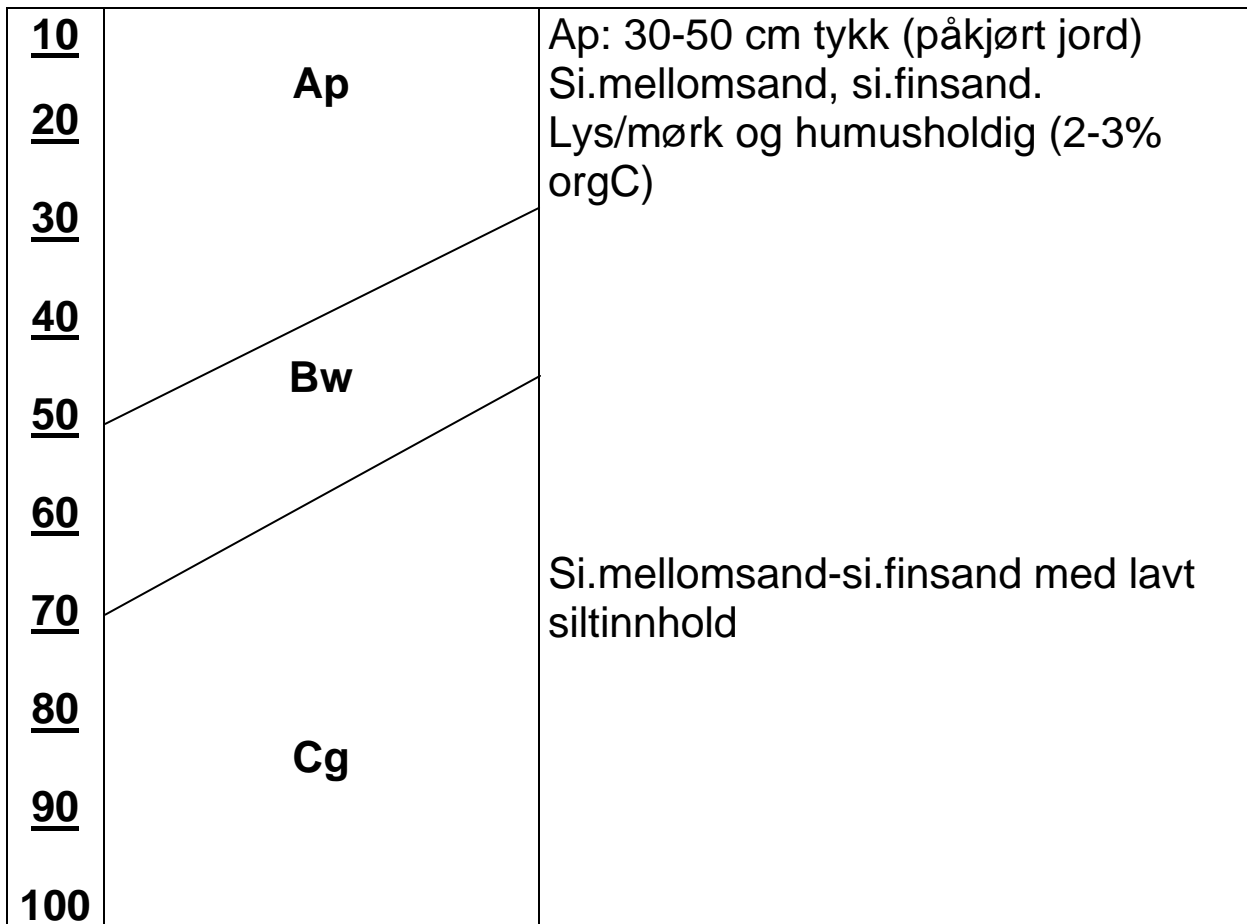 10
Ap: 30-50 cm tykk (påkjørt jord)
Ap
Si.mellomsand, si.finsand.
20
Lys/mørk og humusholdig (2-3%
orgC)
30
40
Bw
50
60
Si.mellomsand-si.finsand med lavt
70
siltinnhold
80
Cg
90
100